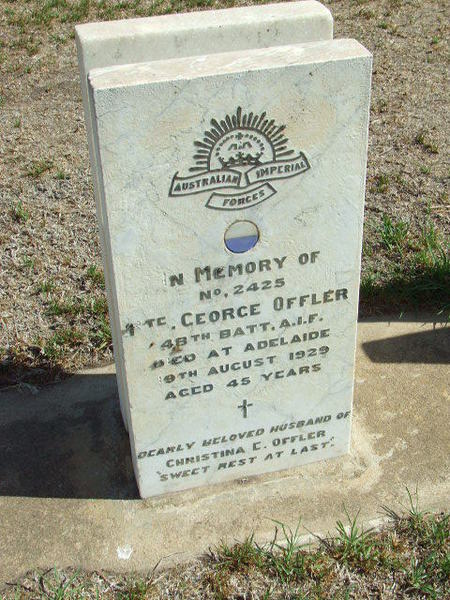 AUSTRALIAN IMPERIAL
FORCES
IN MEMORY OF
NO. 2425
PTE. GEORGE OFFLER
48TH BATT. A.I.F.
DIED AT ADELAIDE
9TH AUGUST 1929
AGED 45 YEARS
DEARLY BELOVED HUSBAND OF
CHRISTINA E. OFFLER
"SWEET REST AT LAST."